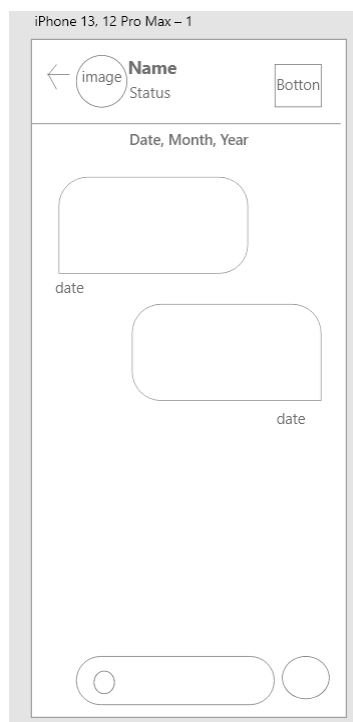 iPhone 13, 12 Pro Max – 1
image
Name
Status
Botton
Date, Month, Year
date
date